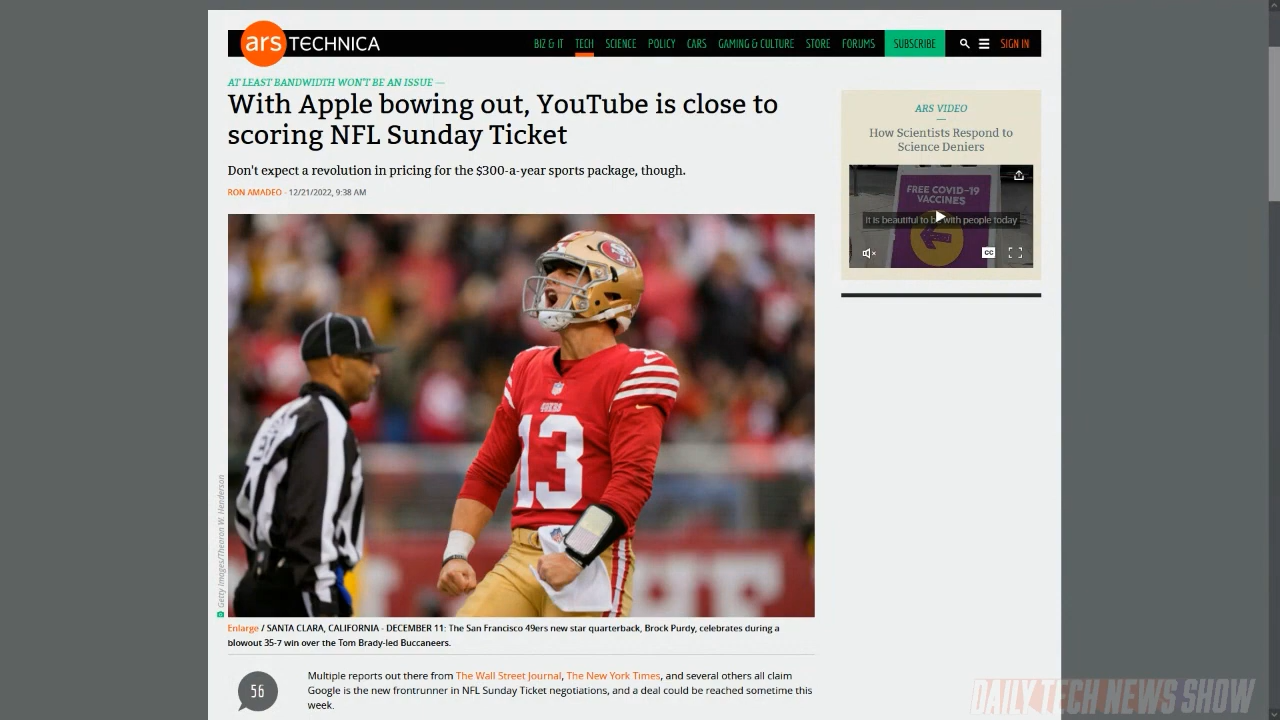 ars TECHNICA
BIZ & IT TECH SCIENCE POLICY CARS GAMING & CULTURE STORE FORUMS SUBSCRIBE SIGN IN
AT LEAST BANDWIDTH WON'T BE AN ISSUE —
With Apple bowing out, YouTube is close to
scoring NFL Sunday Ticket
Don't expect a revolution in pricing for the $300-a-year sports package, though.
RON AMADEO - 12/21/2022, 9:38 AM
ARS VIDEO
How Scientists Respond to
Science Deniers
FREE COVID-19
VACCINES
It is beautiful to be with people today
CC
49ERS
13
Getty Images/Thearon W. Henderson
Enlarge / SANTA CLARA, CALIFORNIA - DECEMBER 11: The San Francisco 49ers new star quarterback, Brock Purdy, celebrates during a
blowout 35-7 win over the Tom Brady-led Buccaneers.
56
Multiple reports out there from The Wall Street Journal, The New York Times, and several others all claim
Google is the new frontrunner in NFL Sunday Ticket negotiations, and a deal could be reached sometime this
week.
DAILY TECH NEWS SHOW